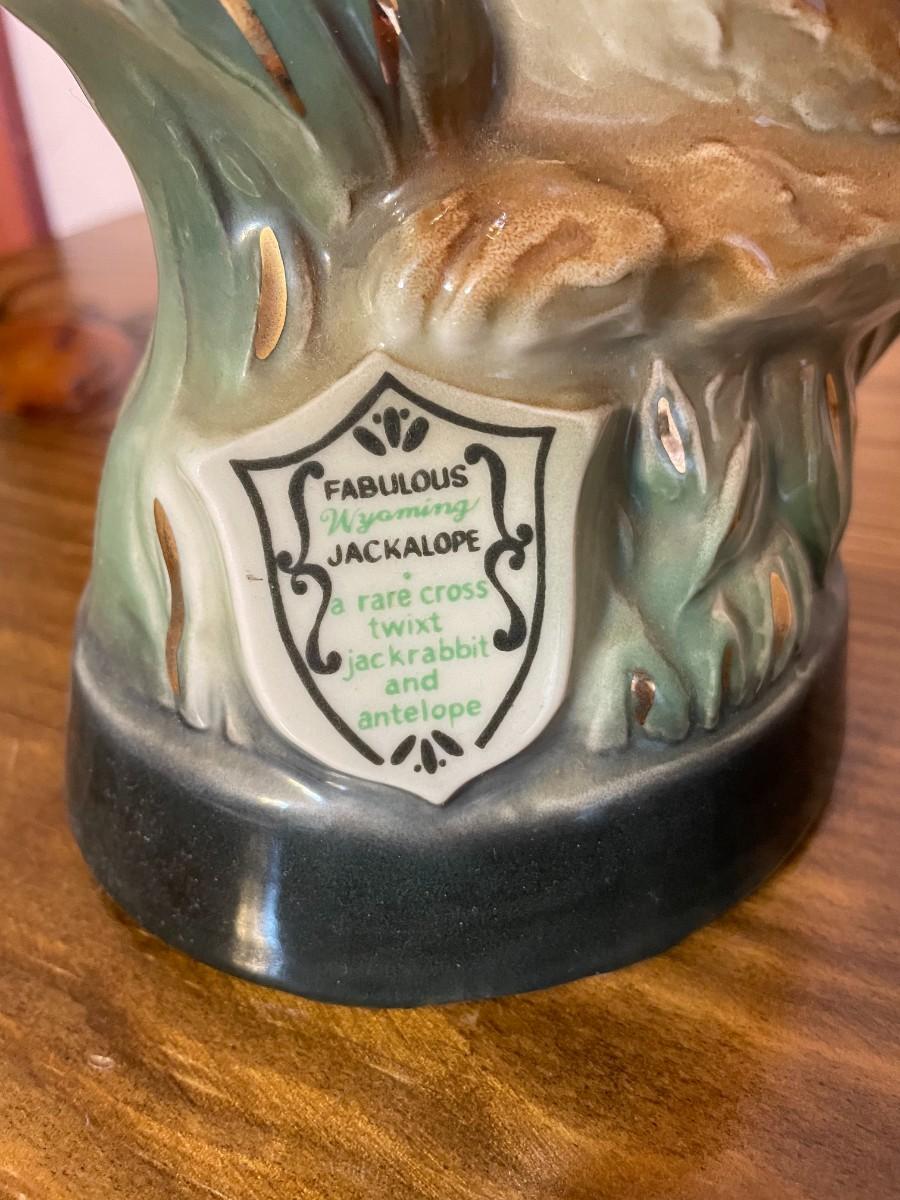 FABULOUS
Wyoming
JACKALOPE
a rare cross
twixt
jackrabbit
and
antelope